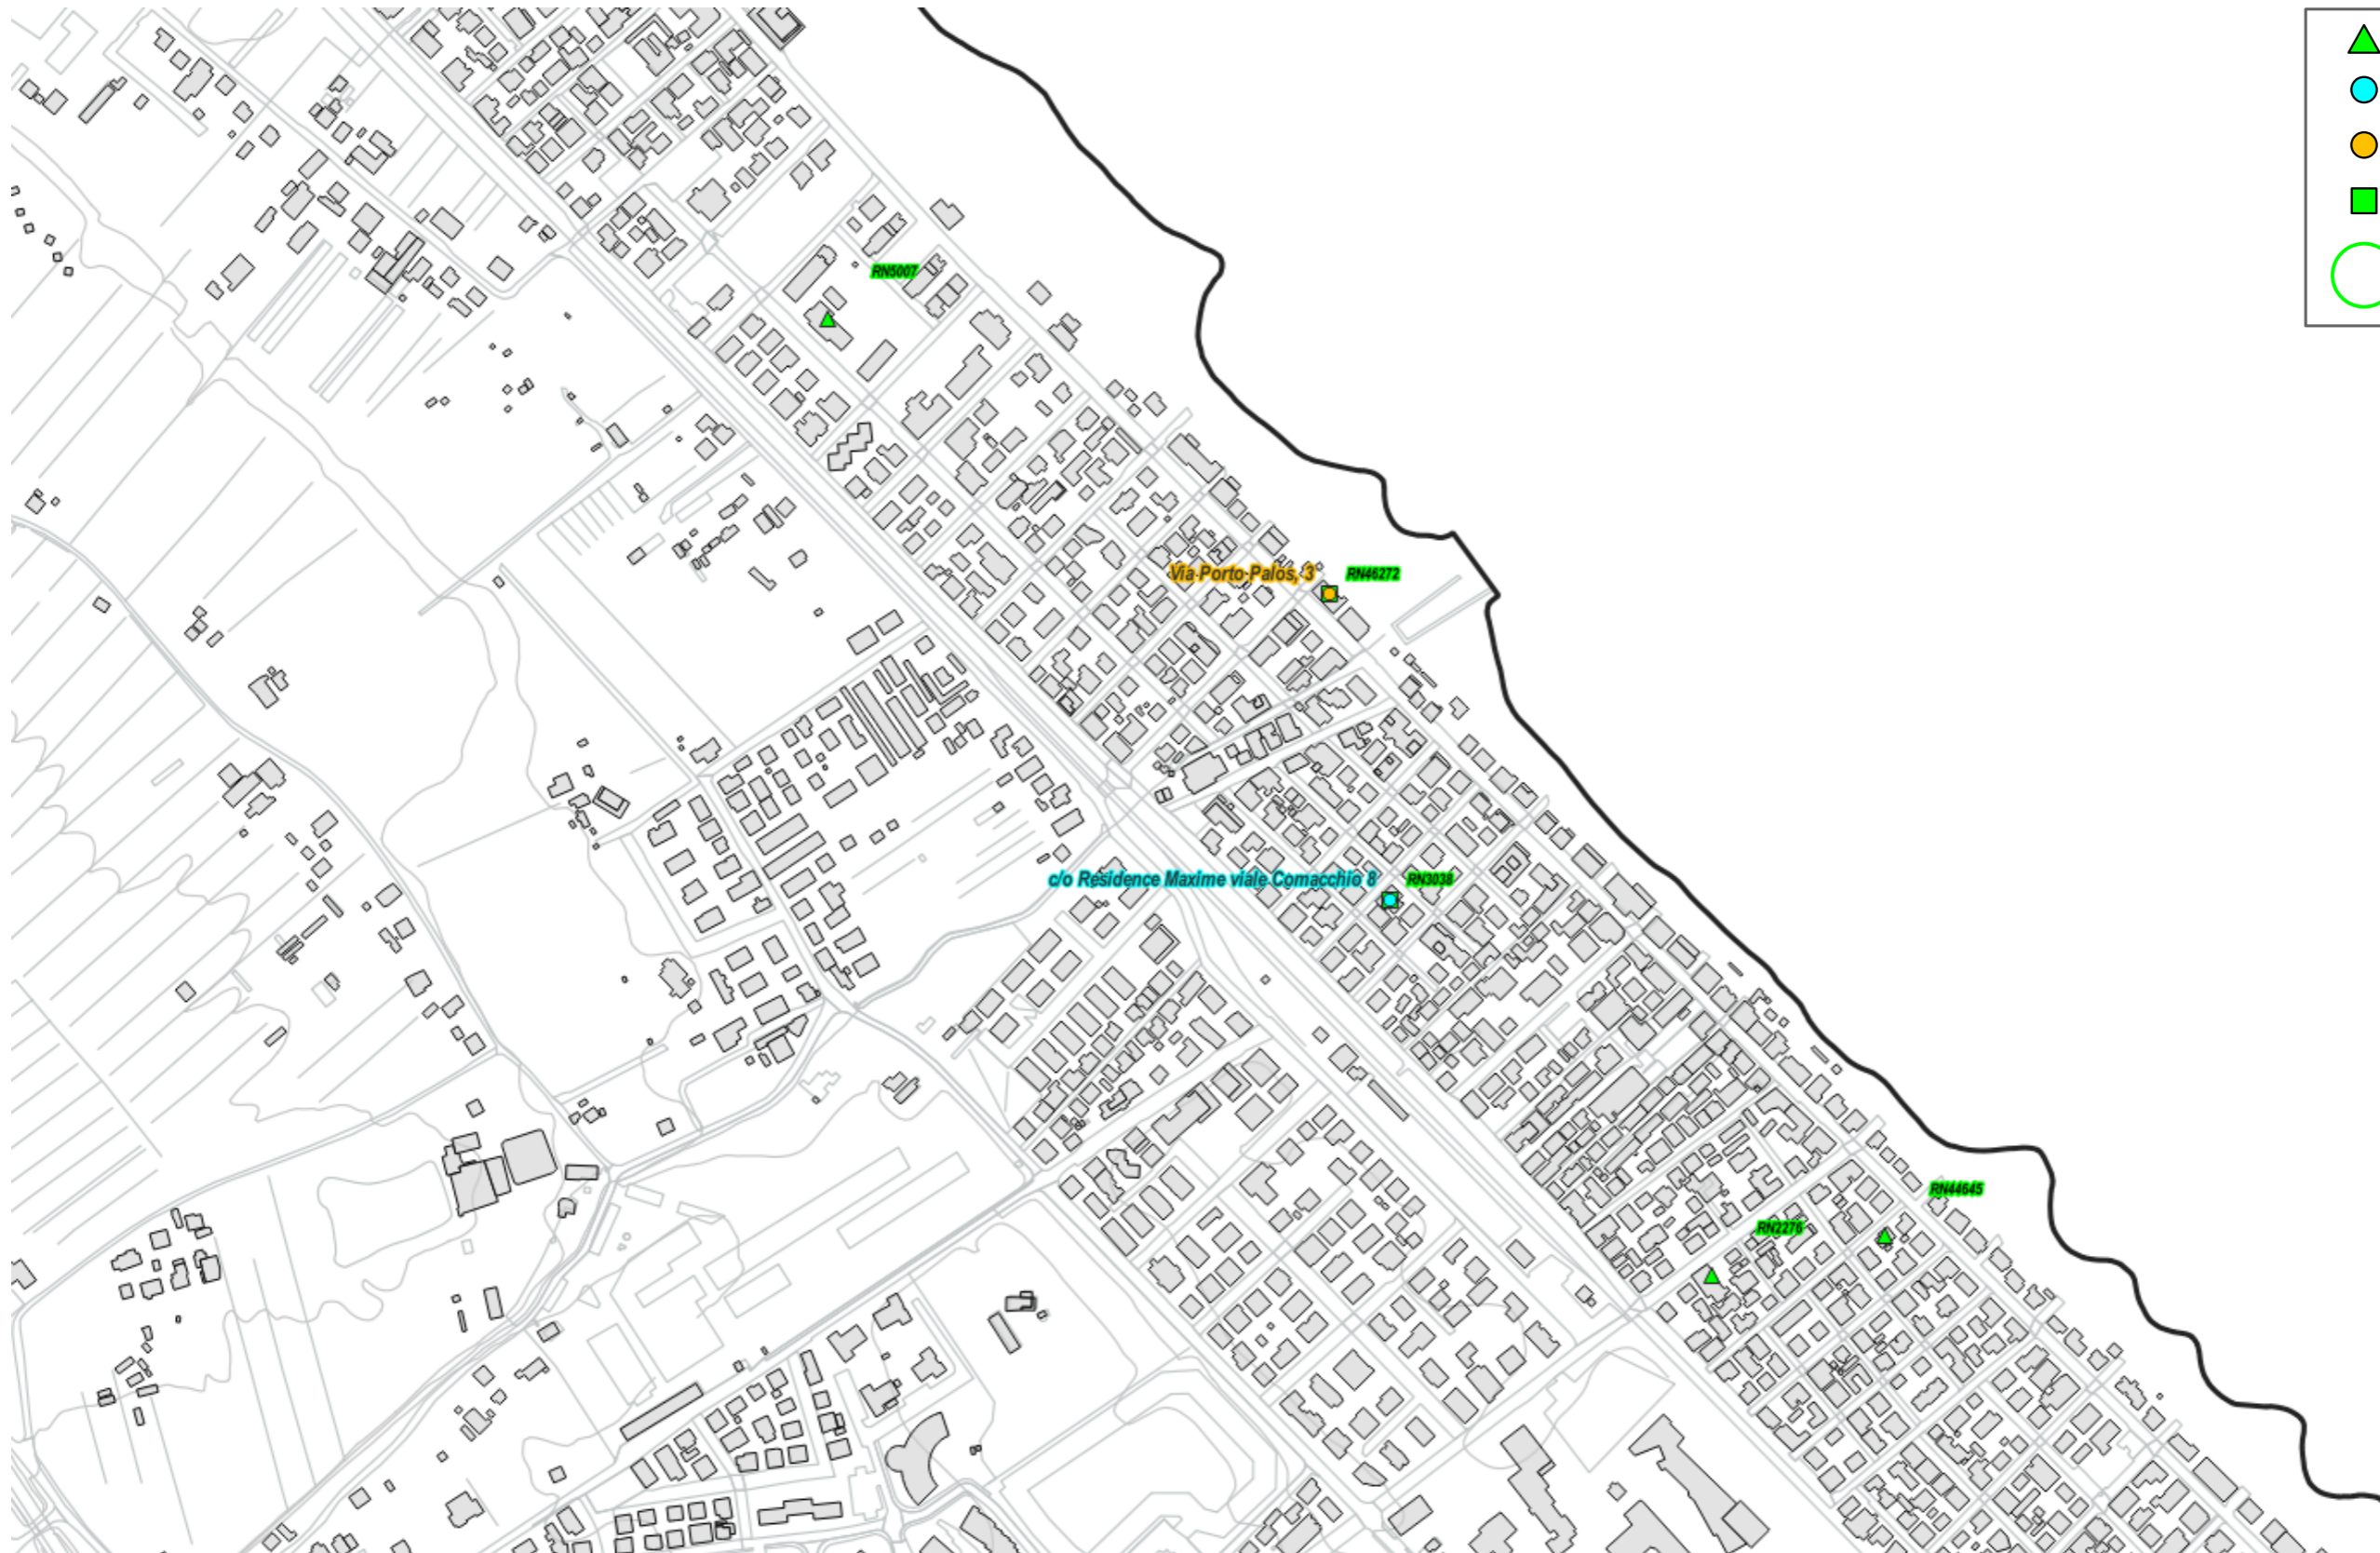 RN5007
Via Porto Palos, 3
RN46272
c/o Residence Maxime viale Comacchio 8
RN3038
RN44645
RN2276